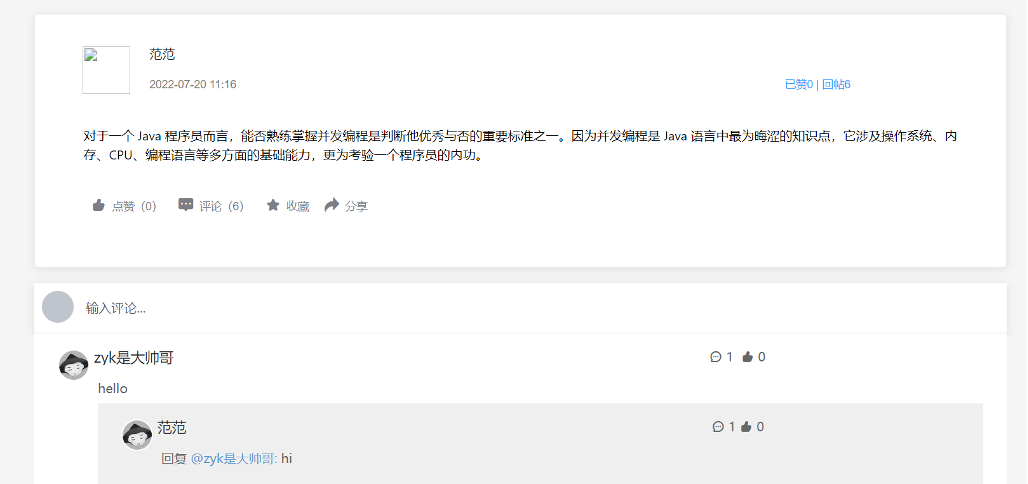 范范
2022-07-20 11:16
已赞0 | 回帖6
对于一个 Java 程序员而言，能否熟练掌握并发编程是判断他优秀与否的重要标准之一。因为并发编程是 Java 语言中最为晦涩的知识点，它涉及操作系统、内
存、CPU、编程语言等多方面的基础能力，更为考验一个程序员的内功。
点赞（0） 评论（6） 收藏 分享
输入评论...
zyk是大帅哥 1 0
hello
范范 1 0
回复 @zyk是大帅哥: hi